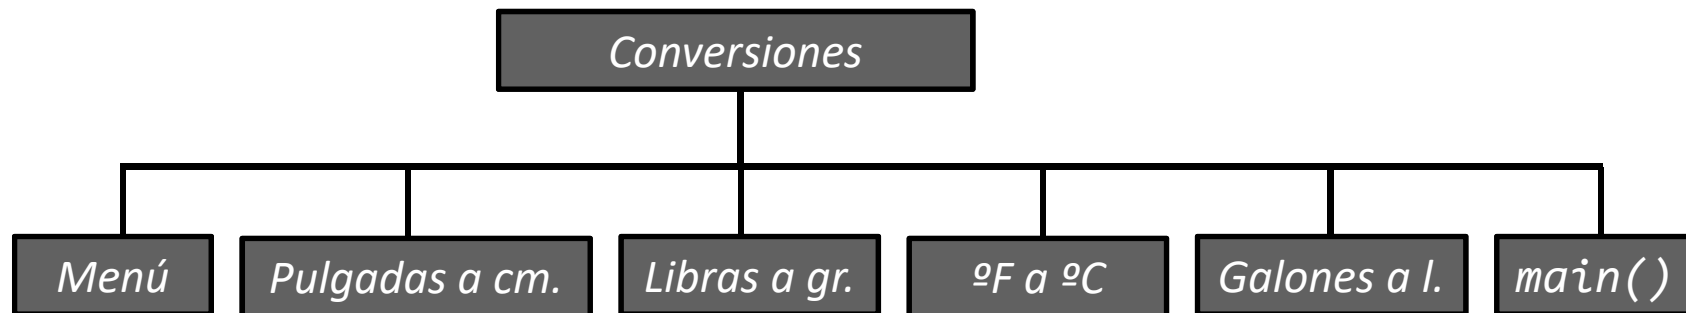 Conversiones
Menú
Pulgadas a cm.
Libras a gr.
ºF a ºC
Galones a l.
main()